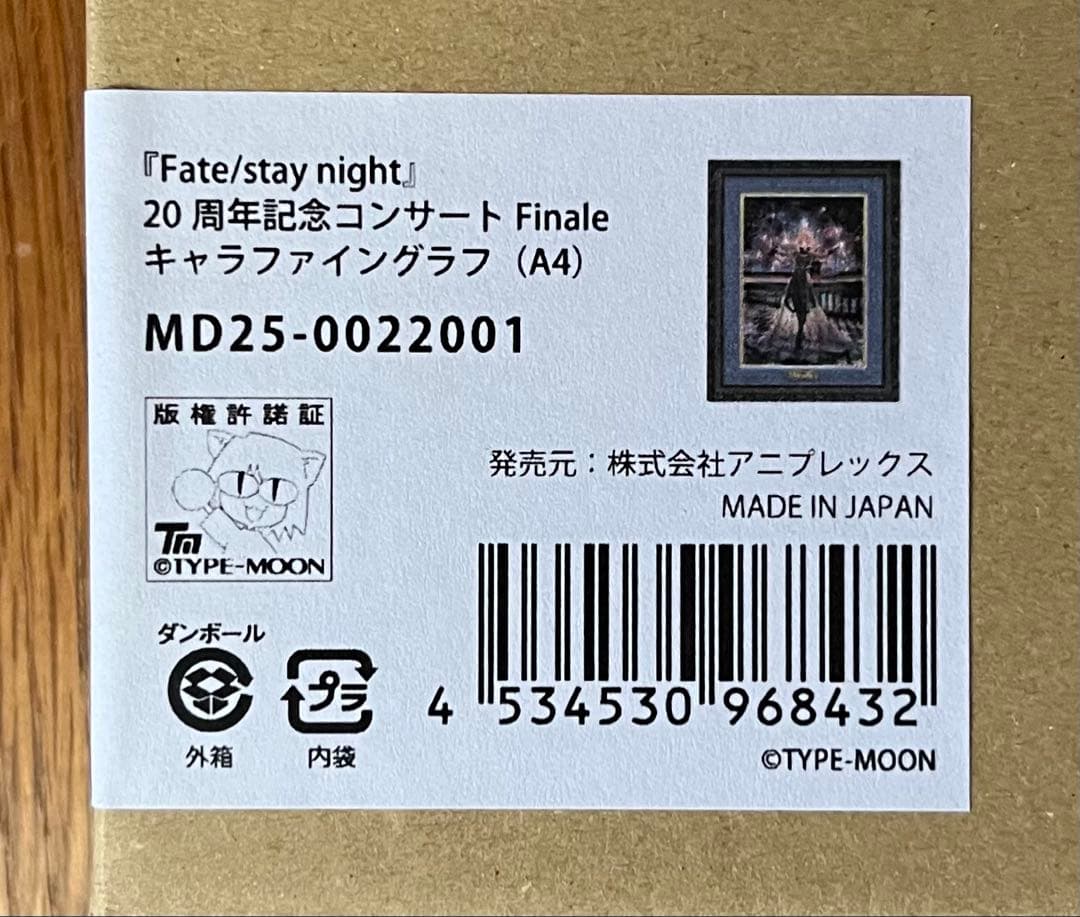 『Fate/stay night』
20 周年記念コンサート Finale
キャラファイングラフ（A4）
MD25-0022001
版権許諾証
TM
©TYPE-MOON
発売元：株式会社アニプレックス
MADE IN JAPAN
ダンボール
外箱
プラ
内袋
4 534530 968432
©TYPE-MOON